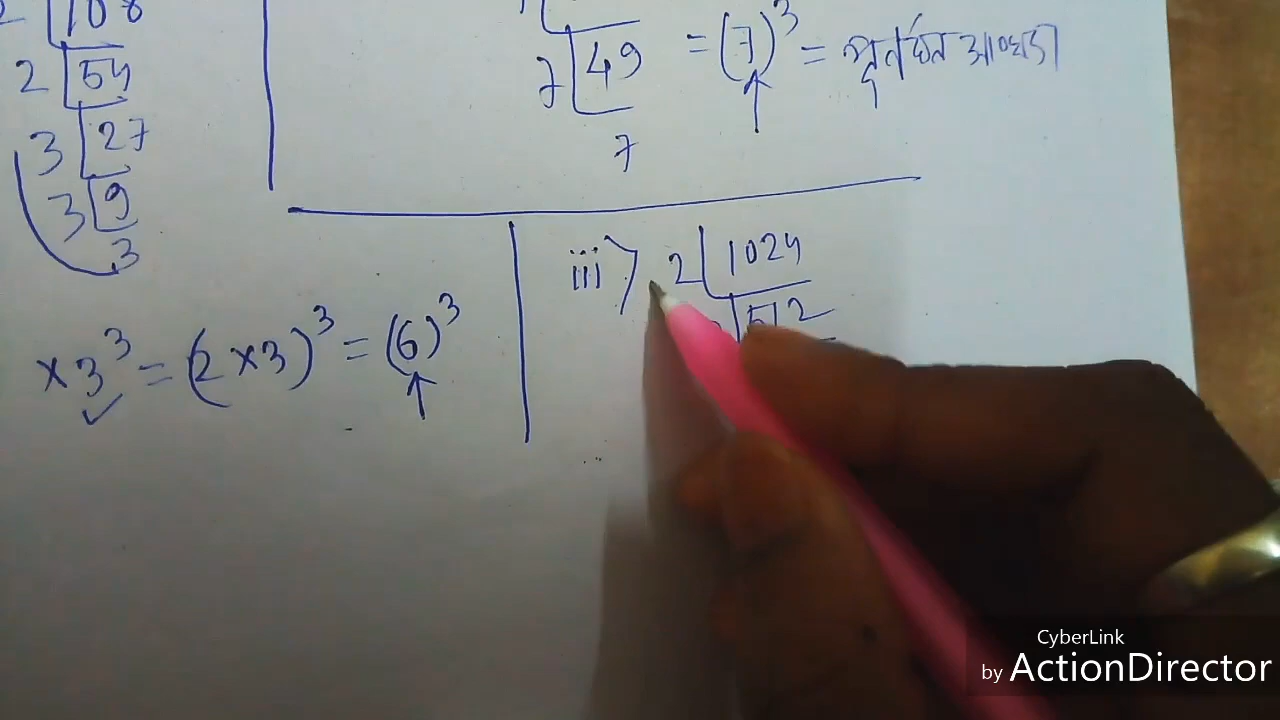 2 108
2 54
3 27
3 9
3
7 49 = (7)³ = পূর্ণঘন
7
× 3³ = (2 × 3)³ = (6)³
iii) 2 1024
512
CyberLink
by ActionDirector